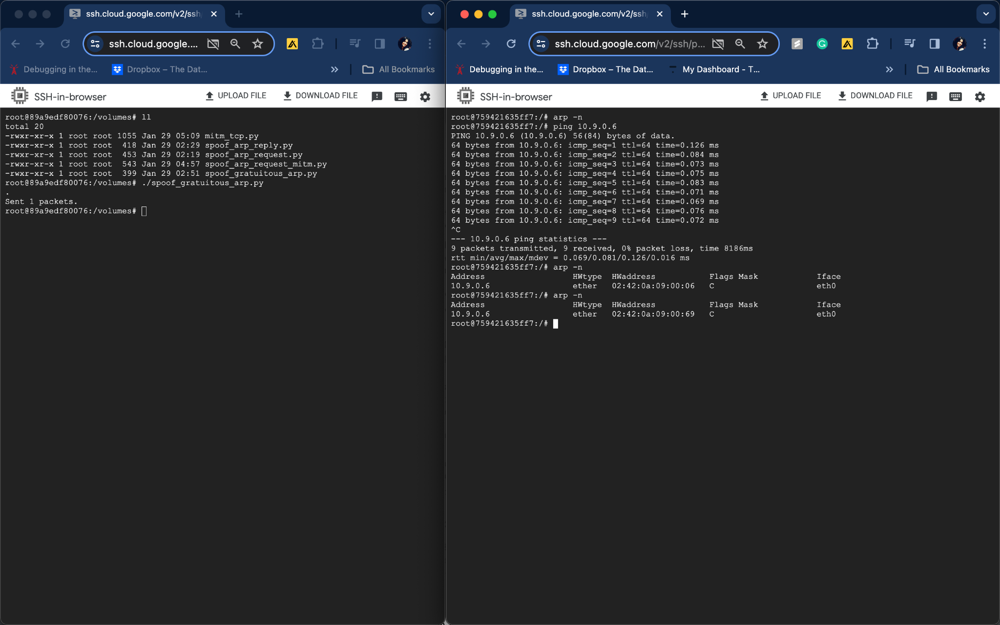 ssh.cloud.google.com/v2/ssh
ssh.cloud.google....
Debugging in the... Dropbox – The Dat... » All Bookmarks
SSH-in-browser UPLOAD FILE DOWNLOAD FILE
root@89a9edf80076:/volumes# ll
total 20
-rwxr-xr-x 1 root root 1055 Jan 29 05:09 mitm_tcp.py
-rwxr-xr-x 1 root root  418 Jan 29 02:29 spoof_arp_reply.py
-rwxr-xr-x 1 root root  453 Jan 29 02:19 spoof_arp_request.py
-rwxr-xr-x 1 root root  543 Jan 29 04:57 spoof_arp_request_mitm.py
-rwxr-xr-x 1 root root  399 Jan 29 02:51 spoof_gratuitous_arp.py
root@89a9edf80076:/volumes# ./spoof_gratuitous_arp.py
.
Sent 1 packets.
root@89a9edf80076:/volumes#
ssh.cloud.google.com/v2/ssh/
ssh.cloud.google.com/v2/ssh/p...
Debugging in the... Dropbox – The Dat... My Dashboard - T... » All Bookmarks
SSH-in-browser UPLOAD FILE DOWNLOAD FILE
root@759421635ff7:/# arp -n
root@759421635ff7:/# ping 10.9.0.6
PING 10.9.0.6 (10.9.0.6) 56(84) bytes of data.
64 bytes from 10.9.0.6: icmp_seq=1 ttl=64 time=0.126 ms
64 bytes from 10.9.0.6: icmp_seq=2 ttl=64 time=0.084 ms
64 bytes from 10.9.0.6: icmp_seq=3 ttl=64 time=0.073 ms
64 bytes from 10.9.0.6: icmp_seq=4 ttl=64 time=0.075 ms
64 bytes from 10.9.0.6: icmp_seq=5 ttl=64 time=0.083 ms
64 bytes from 10.9.0.6: icmp_seq=6 ttl=64 time=0.071 ms
64 bytes from 10.9.0.6: icmp_seq=7 ttl=64 time=0.069 ms
64 bytes from 10.9.0.6: icmp_seq=8 ttl=64 time=0.076 ms
64 bytes from 10.9.0.6: icmp_seq=9 ttl=64 time=0.072 ms
^C
--- 10.9.0.6 ping statistics ---
9 packets transmitted, 9 received, 0% packet loss, time 8186ms
rtt min/avg/max/mdev = 0.069/0.081/0.126/0.016 ms
root@759421635ff7:/# arp -n
Address HWtype HWaddress Flags Mask Iface
10.9.0.6 ether 02:42:0a:09:00:06 C eth0
root@759421635ff7:/# arp -n
Address HWtype HWaddress Flags Mask Iface
10.9.0.6 ether 02:42:0a:09:00:69 C eth0
root@759421635ff7:/#